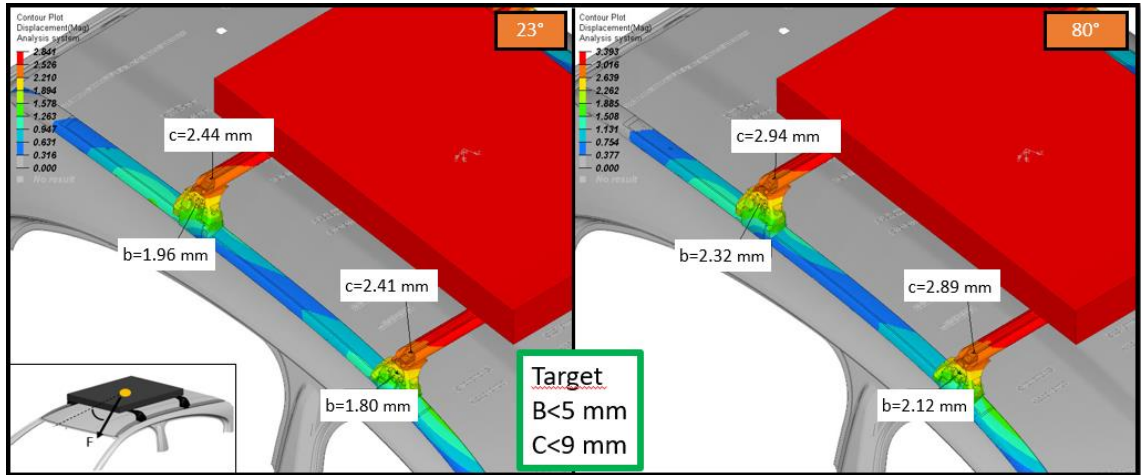 Contour Plot
Displacement(Mag)
Analysis system
2.841
2.526
2.210
1.894
1.578
1.263
0.947
0.631
0.316
0.000
No result
23°
c=2.44 mm
b=1.96 mm
c=2.41 mm
b=1.80 mm
F
Contour Plot
Displacement(Mag)
Analysis system
3.393
3.016
2.639
2.262
1.885
1.508
1.131
0.754
0.377
0.000
No result
80°
c=2.94 mm
b=2.32 mm
c=2.89 mm
b=2.12 mm
Target
B<5 mm
C<9 mm